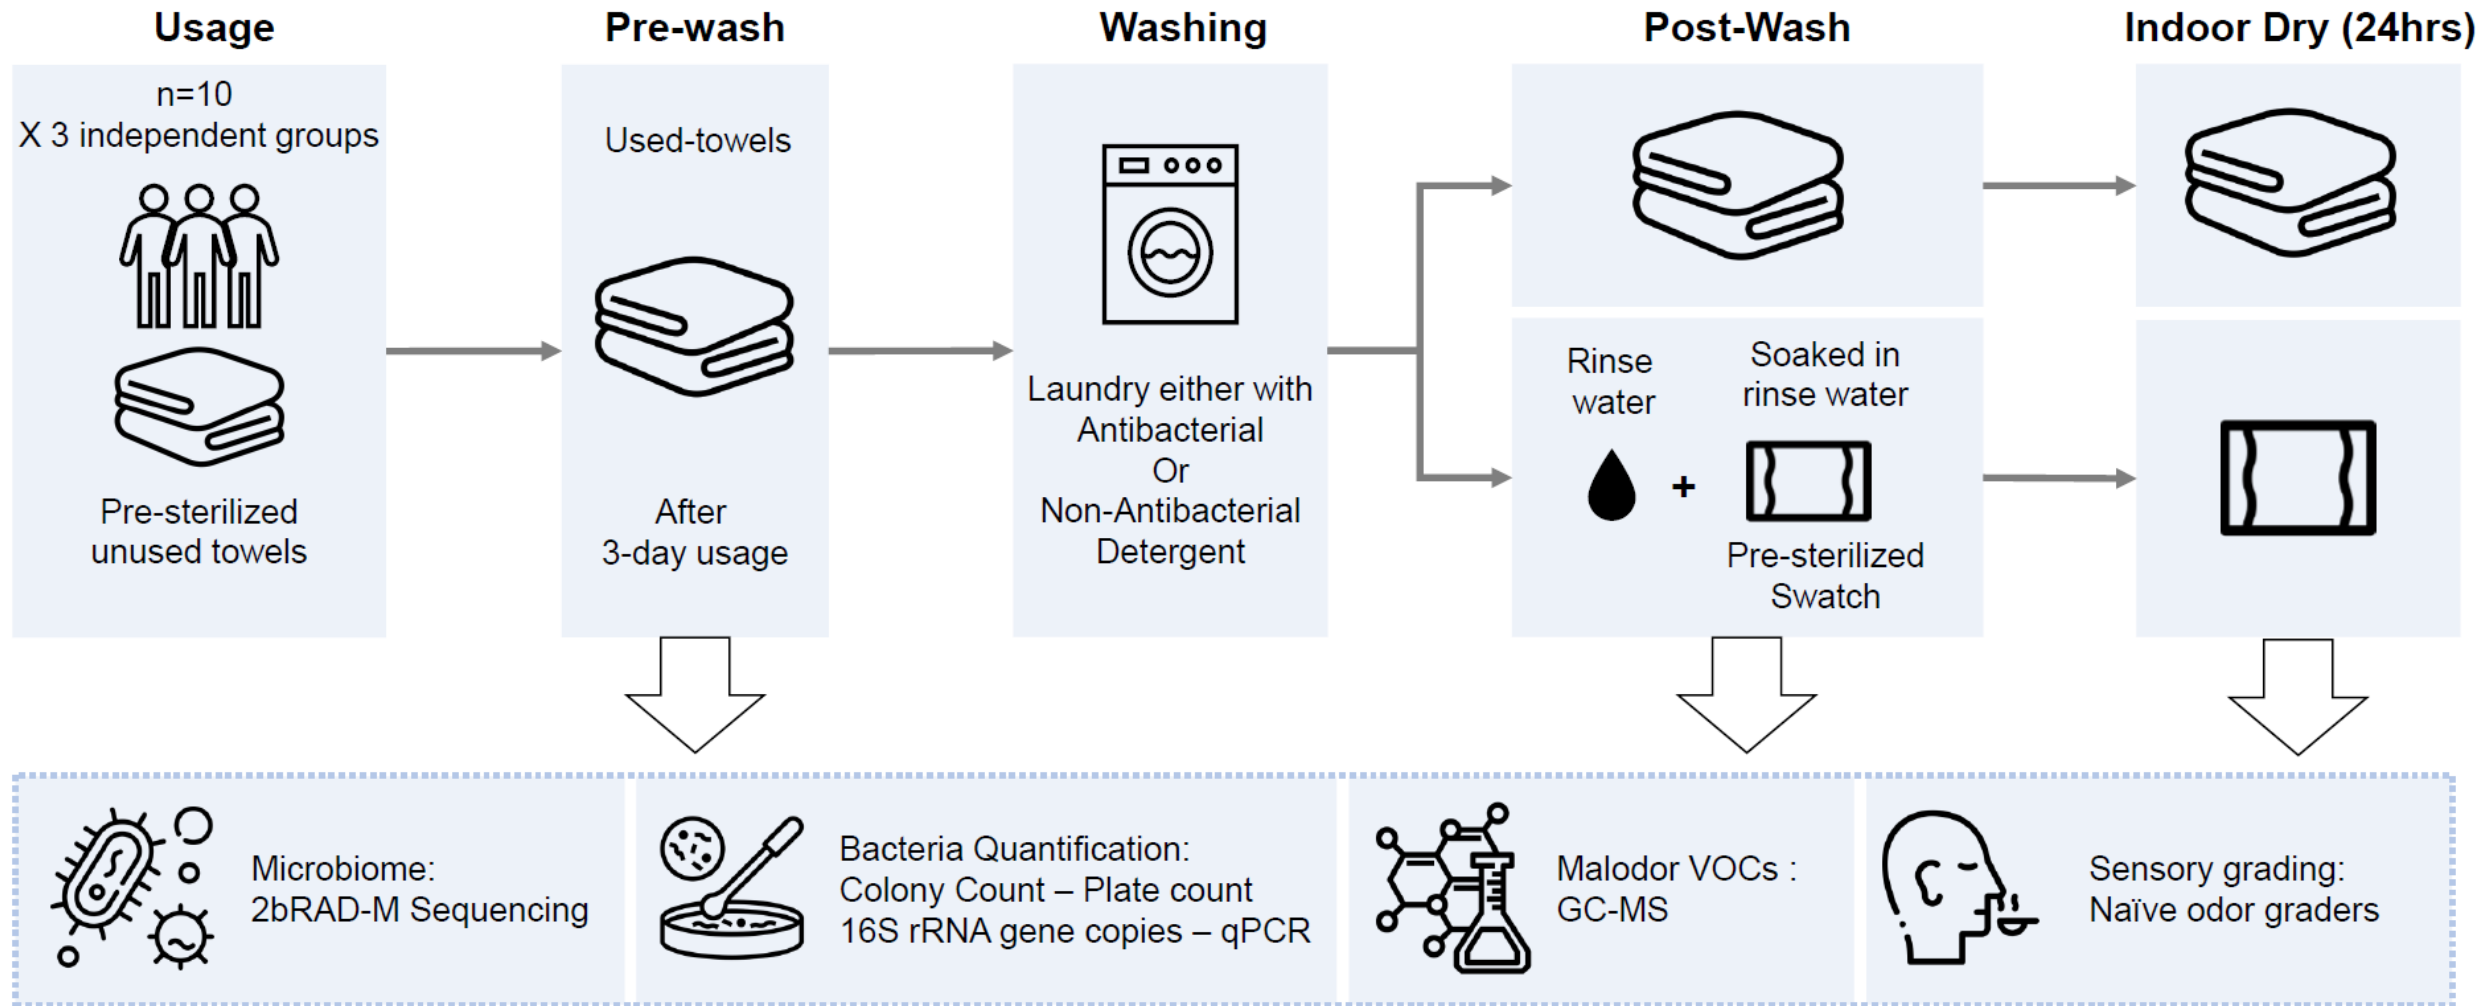 Usage
Pre-wash
Washing
Post-Wash
Indoor Dry (24hrs)
n=10
X 3 independent groups
Pre-sterilized
unused towels
Used-towels
After
3-day usage
Laundry either with
Antibacterial
Or
Non-Antibacterial
Detergent
Rinse
water
+
Soaked in
rinse water
Pre-sterilized
Swatch
Microbiome:
2bRAD-M Sequencing
Bacteria Quantification:
Colony Count – Plate count
16S rRNA gene copies – qPCR
Malodor VOCs :
GC-MS
Sensory grading:
Naïve odor graders